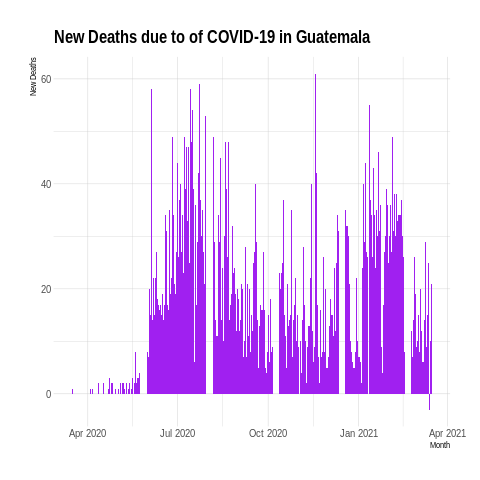 New Deaths due to of COVID-19 in Guatemala
New Deaths
60
40
20
0
Apr 2020
Jul 2020
Oct 2020
Jan 2021
Apr 2021
Month